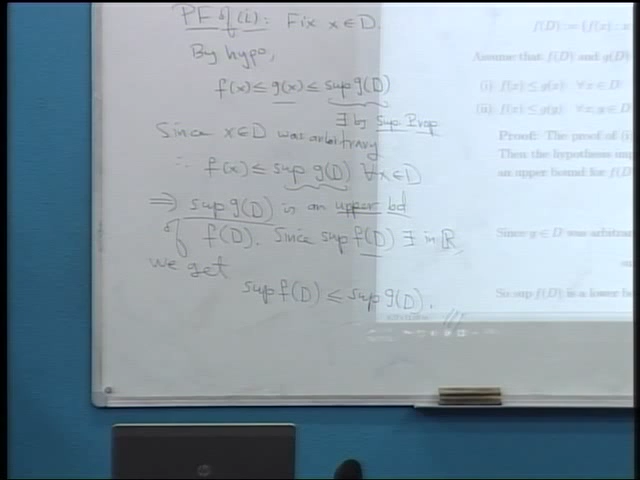 PF of (i): Fix x ∈ D.
By hypo,
f(x) ≤ g(x) ≤ sup g(D)
∃ by Sup. Prop
Since x ∈ D was arbitrary
∴ f(x) ≤ sup g(D) ∀ x ∈ D
⇒ sup g(D) is an upper bd
of f(D). Since sup f(D) ∃ in ℝ,
we get
sup f(D) ≤ sup g(D).
f(D) := {f(x) : x
Assume that f(D) and g(D)
(i) f(x) ≤ g(x) ∀x ∈ D
(ii) f(x) ≤ g(y) ∀x, y ∈ D
Proof: The proof of (i
Then the hypothesis imp
an upper bound for f(D
Since y ∈ D was arbitrar
So sup f(D) is a lower b